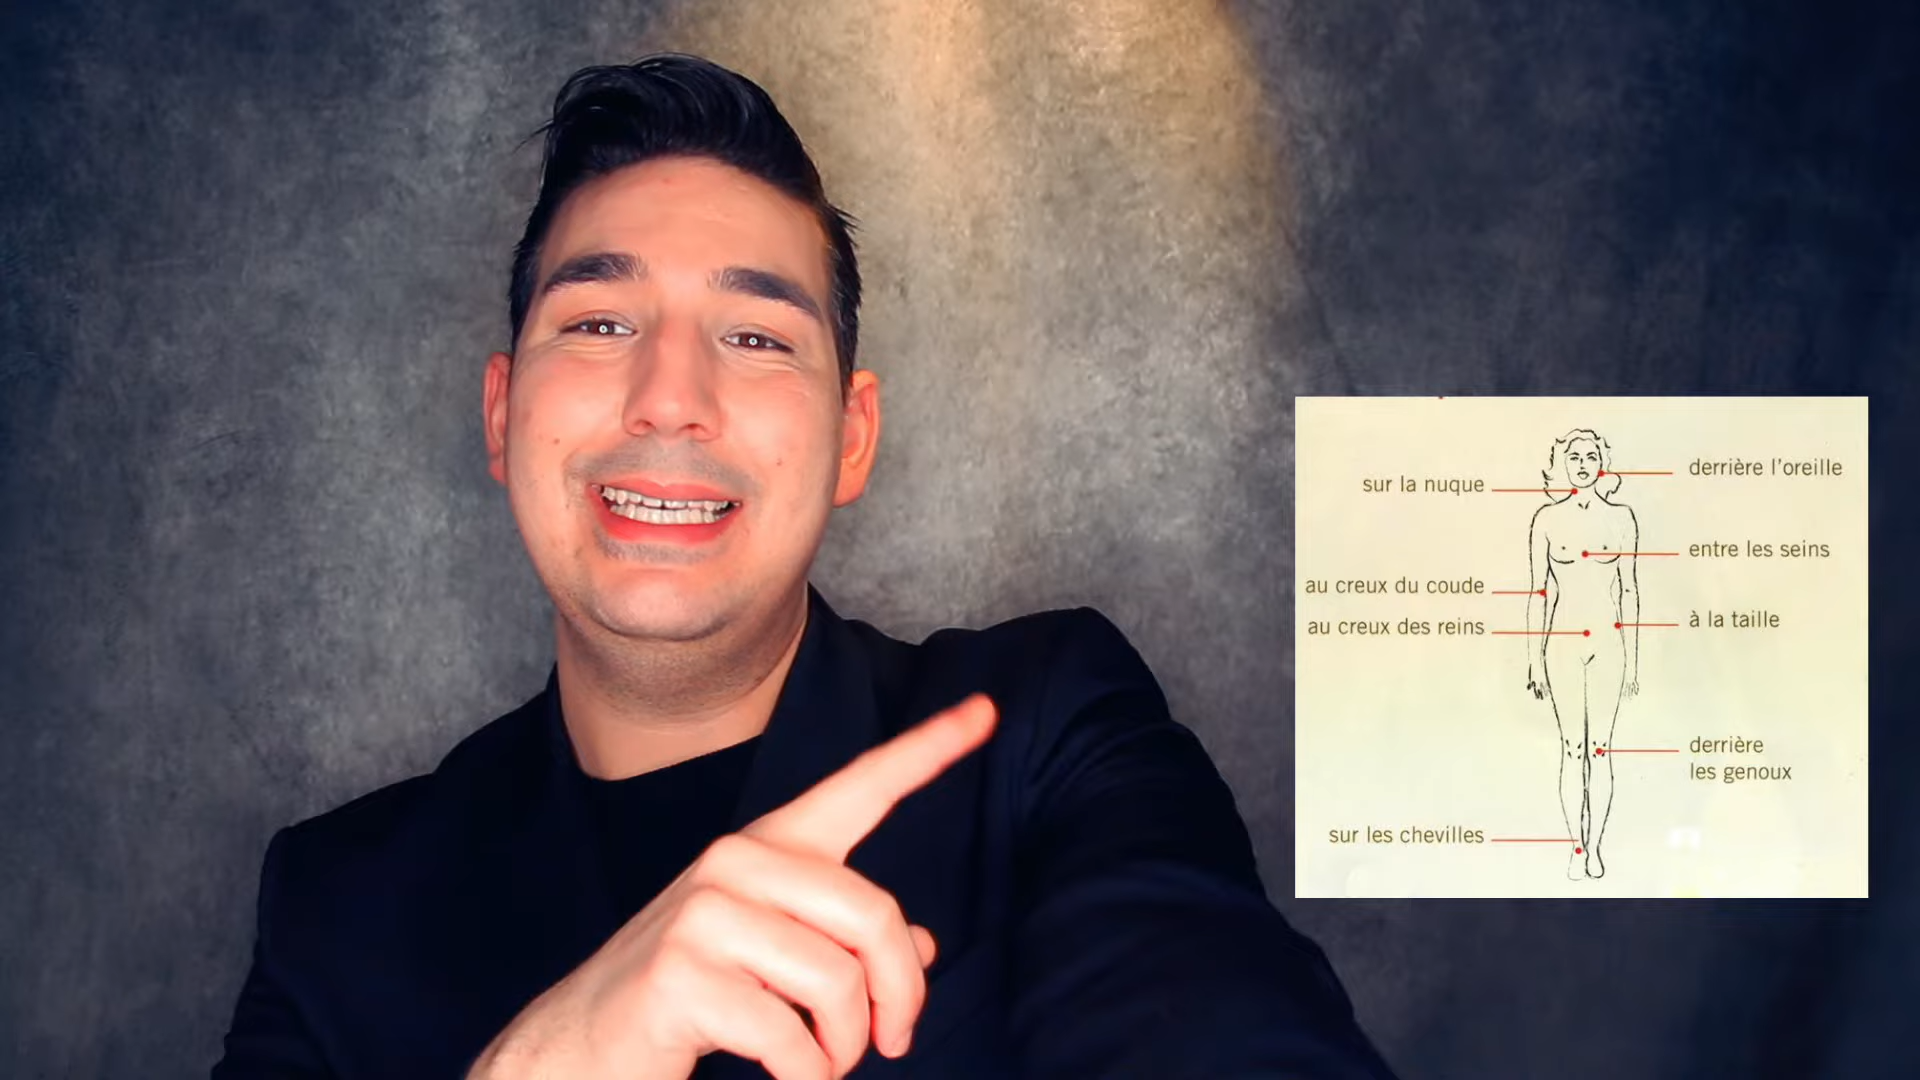 derrière l'oreille
sur la nuque
entre les seins
au creux du coude
à la taille
au creux des reins
derrière
les genoux
sur les chevilles